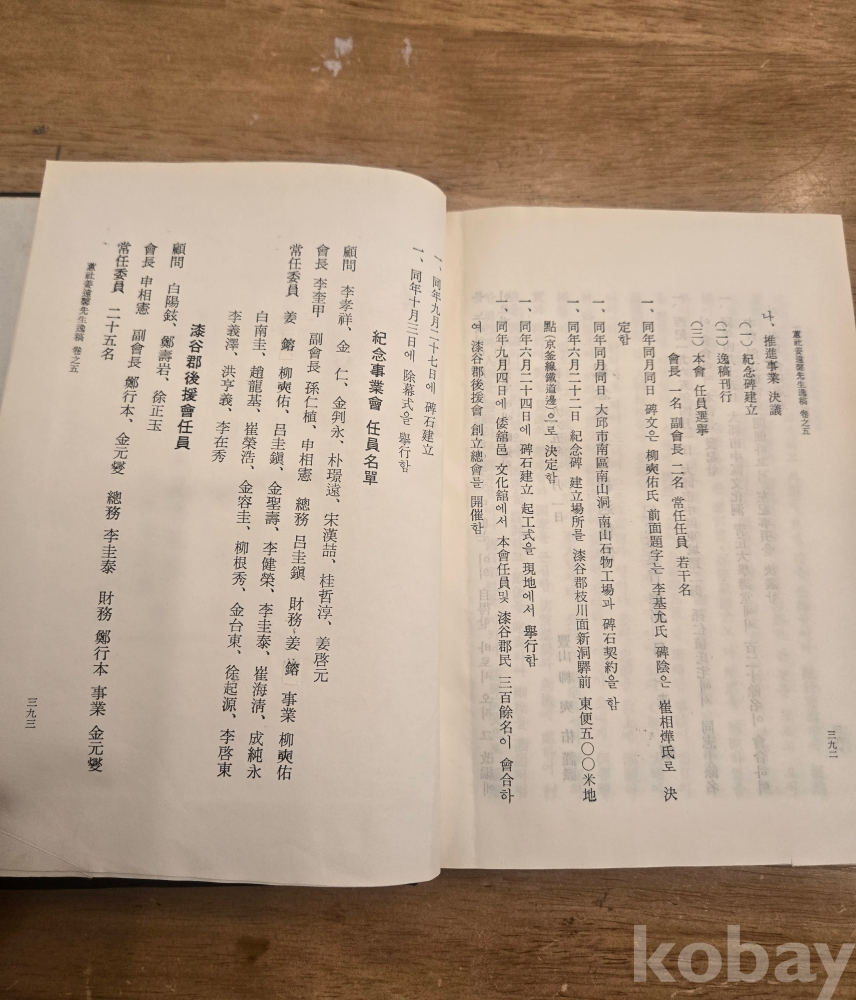 蕙社姜遠馨先生逸稿 卷之五
三九二
나、推進事業 決議
(一) 紀念碑建立
(二) 逸稿刊行
(三) 本會 任員選擧
會長 一名 副會長 二名 常任任員 若干名
一、同年同月同日 碑文은 柳奭佑氏 前面題字는 李基允氏 碑陰은 崔相燁氏로 決
定함
一、同年同月同日 大邱市南區南山洞 南山石物工場과 碑石契約을 함
一、同年六月二十二日 紀念碑 建立場所를 漆谷郡枝川面新洞驛前 東便五〇〇米地
點(京釜線鐵道邊)으로 決定함
一、同年六月二十四日에 碑石建立 起工式을 現地에서 擧行함
一、同年九月四日에 倭舘邑 文化舘에서 本會任員및 漆谷郡民 三百餘名이 會合하
여 漆谷郡後援會 創立總會를 開催함
一、同年九月二十七日에 碑石建立
一、同年十月三日에 除幕式을 擧行함
紀念事業會 任員名單
顧問 李孝祥、金 仁、金判永、朴璟遠、宋漢喆、桂哲淳、姜啓元
會長 李奎甲 副會長 孫仁植、申相憲 總務 呂圭鎭 財務 姜 鎔 事業 柳奭佑
常任委員 姜 鎔 柳奭佑、呂圭鎭、金聖壽、李健榮、李圭泰、崔海淸、成純永
白南圭、趙龍基、崔榮浩、金容圭、柳根秀、金台東、徐起源、李啓東
李義澤、洪亨義、李在秀
漆谷郡後援會任員
顧問 白陽鉉、鄭壽岩、徐正玉
會長 申相憲 副會長 鄭行本、金元燮 總務 李圭泰 財務 鄭行本 事業 金元燮
常任委員 二十五名
蕙社姜遠馨先生逸稿 卷之五
三九三
kobay